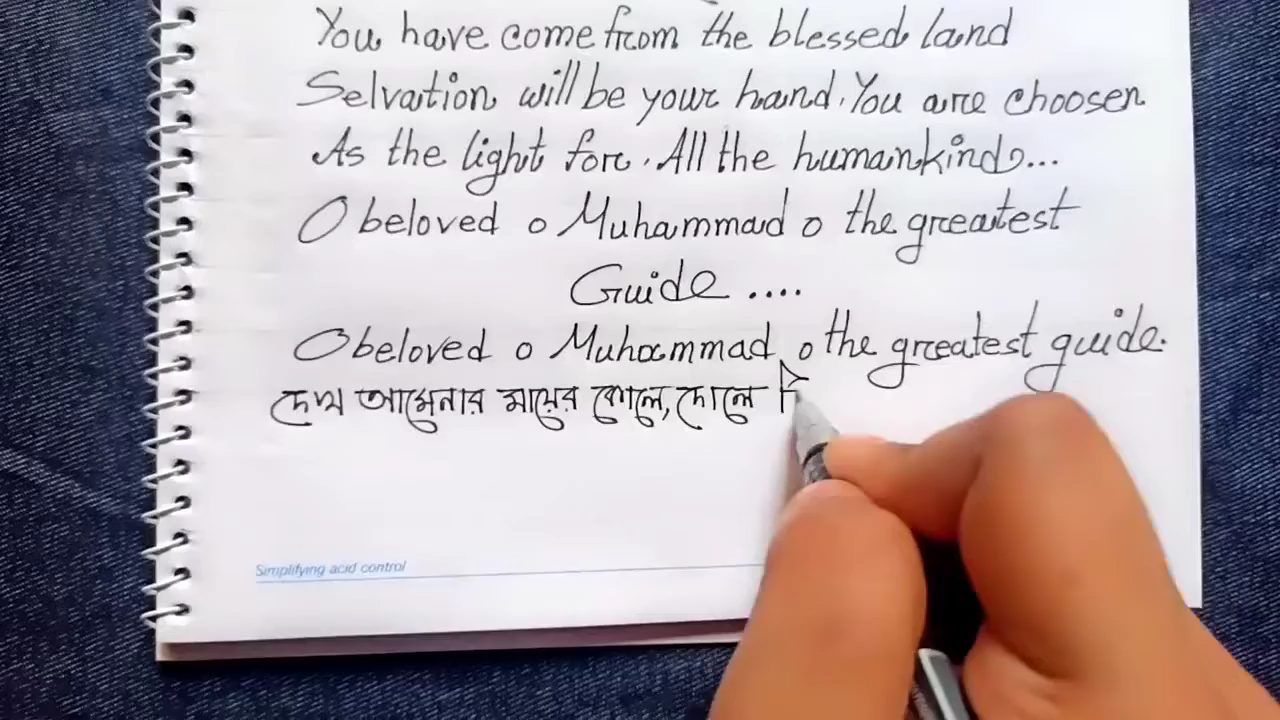 You have come from the blessed land
Selvation will be your hand. You are choosen
As the light for. All the humankind...
O beloved o Muhammad o the greatest
Guide ....
O beloved o Muhammad o the greatest guide.
দেখ আমেনার মায়ের কোলে, দোলে
Simplifying acid control